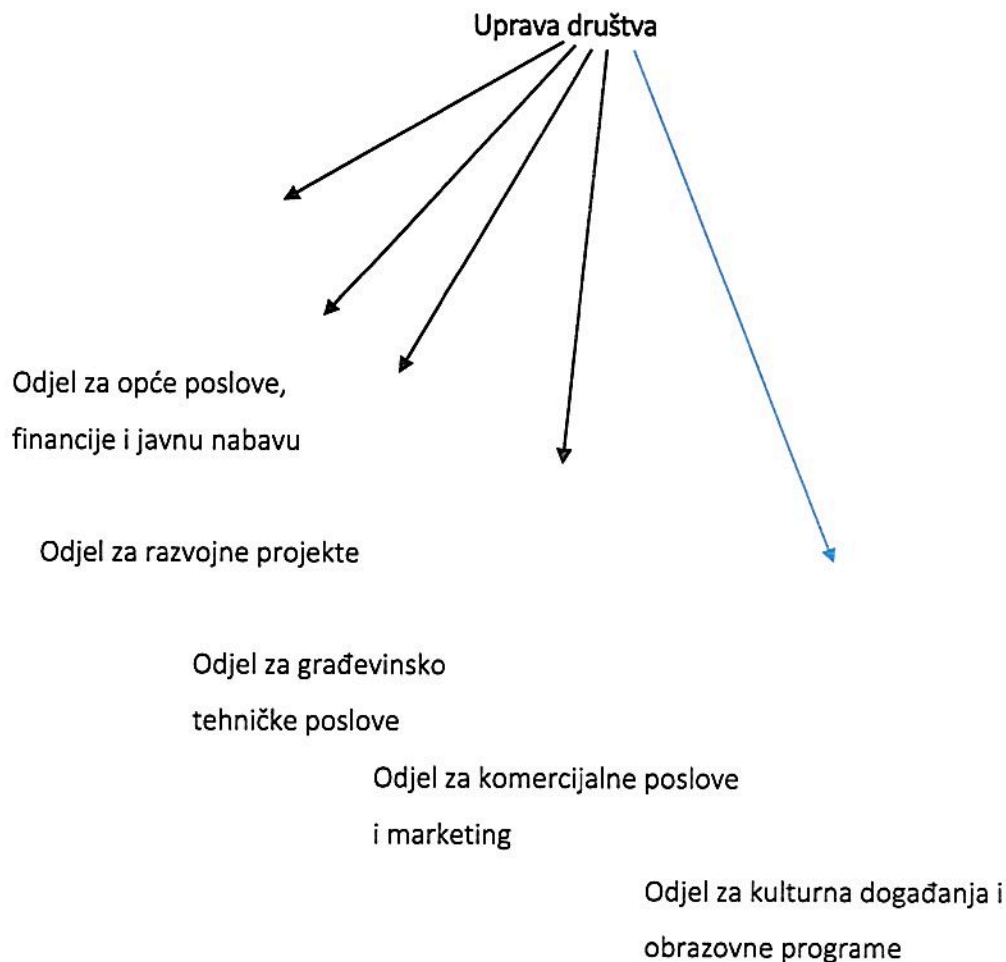 Uprava društva
Odjel za opće poslove,
financije i javnu nabavu
Odjel za razvojne projekte
Odjel za građevinsko
tehničke poslove
Odjel za komercijalne poslove
i marketing
Odjel za kulturna događanja i
obrazovne programe